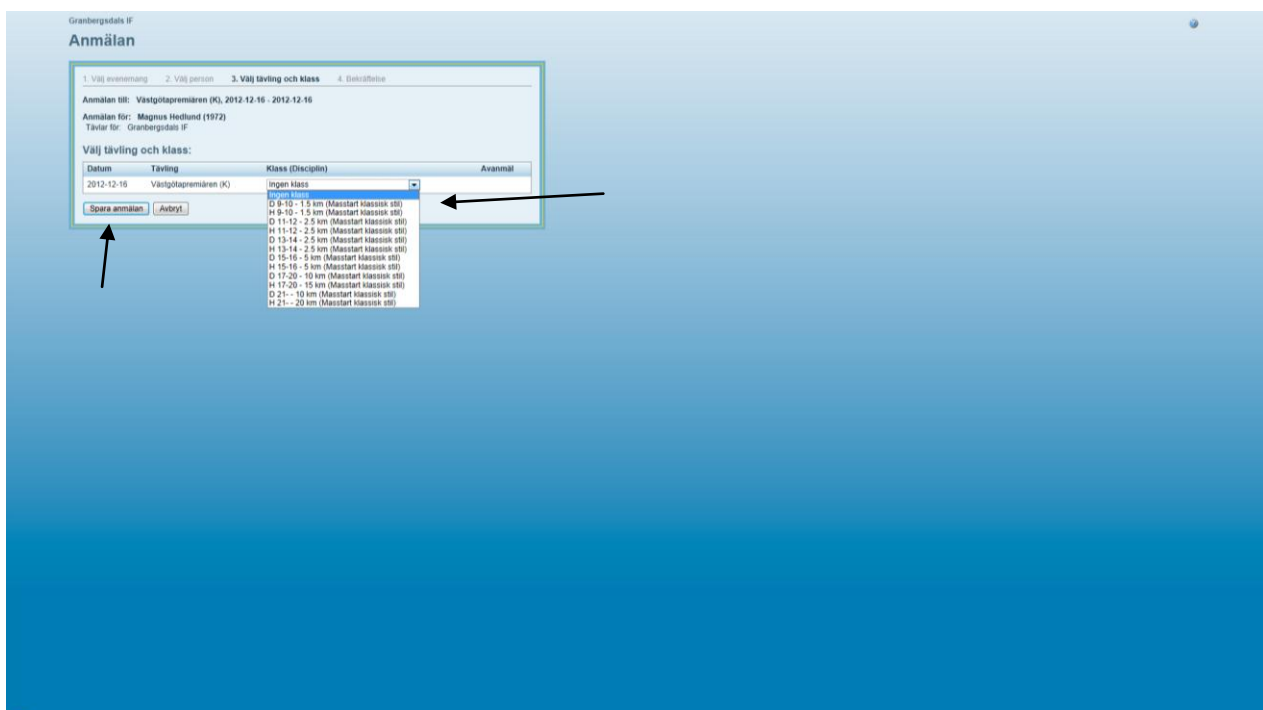 Granbergsdals IF
Anmälan
1. Välj evenemang 2. Välj person 3. Välj tävling och klass 4. Bekräftelse
Anmälan till: Västgötapremiären (K), 2012-12-16 - 2012-12-16
Anmälan för: Magnus Hedlund (1972)
Tävlar för: Granbergsdals IF
Välj tävling och klass:
Datum Tävling Klass (Disciplin) Avanmäl
2012-12-16 Västgötapremiären (K) Ingen klass
Ingen klass
D 9-10 - 1.5 km (Masstart klassisk stil)
H 9-10 - 1.5 km (Masstart klassisk stil)
D 11-12 - 2.5 km (Masstart klassisk stil)
H 11-12 - 2.5 km (Masstart klassisk stil)
D 13-14 - 2.5 km (Masstart klassisk stil)
H 13-14 - 2.5 km (Masstart klassisk stil)
D 15-16 - 5 km (Masstart klassisk stil)
H 15-16 - 5 km (Masstart klassisk stil)
D 17-20 - 10 km (Masstart klassisk stil)
H 17-20 - 15 km (Masstart klassisk stil)
D 21- - 10 km (Masstart klassisk stil)
H 21- - 20 km (Masstart klassisk stil)
Spara anmälan Avbryt